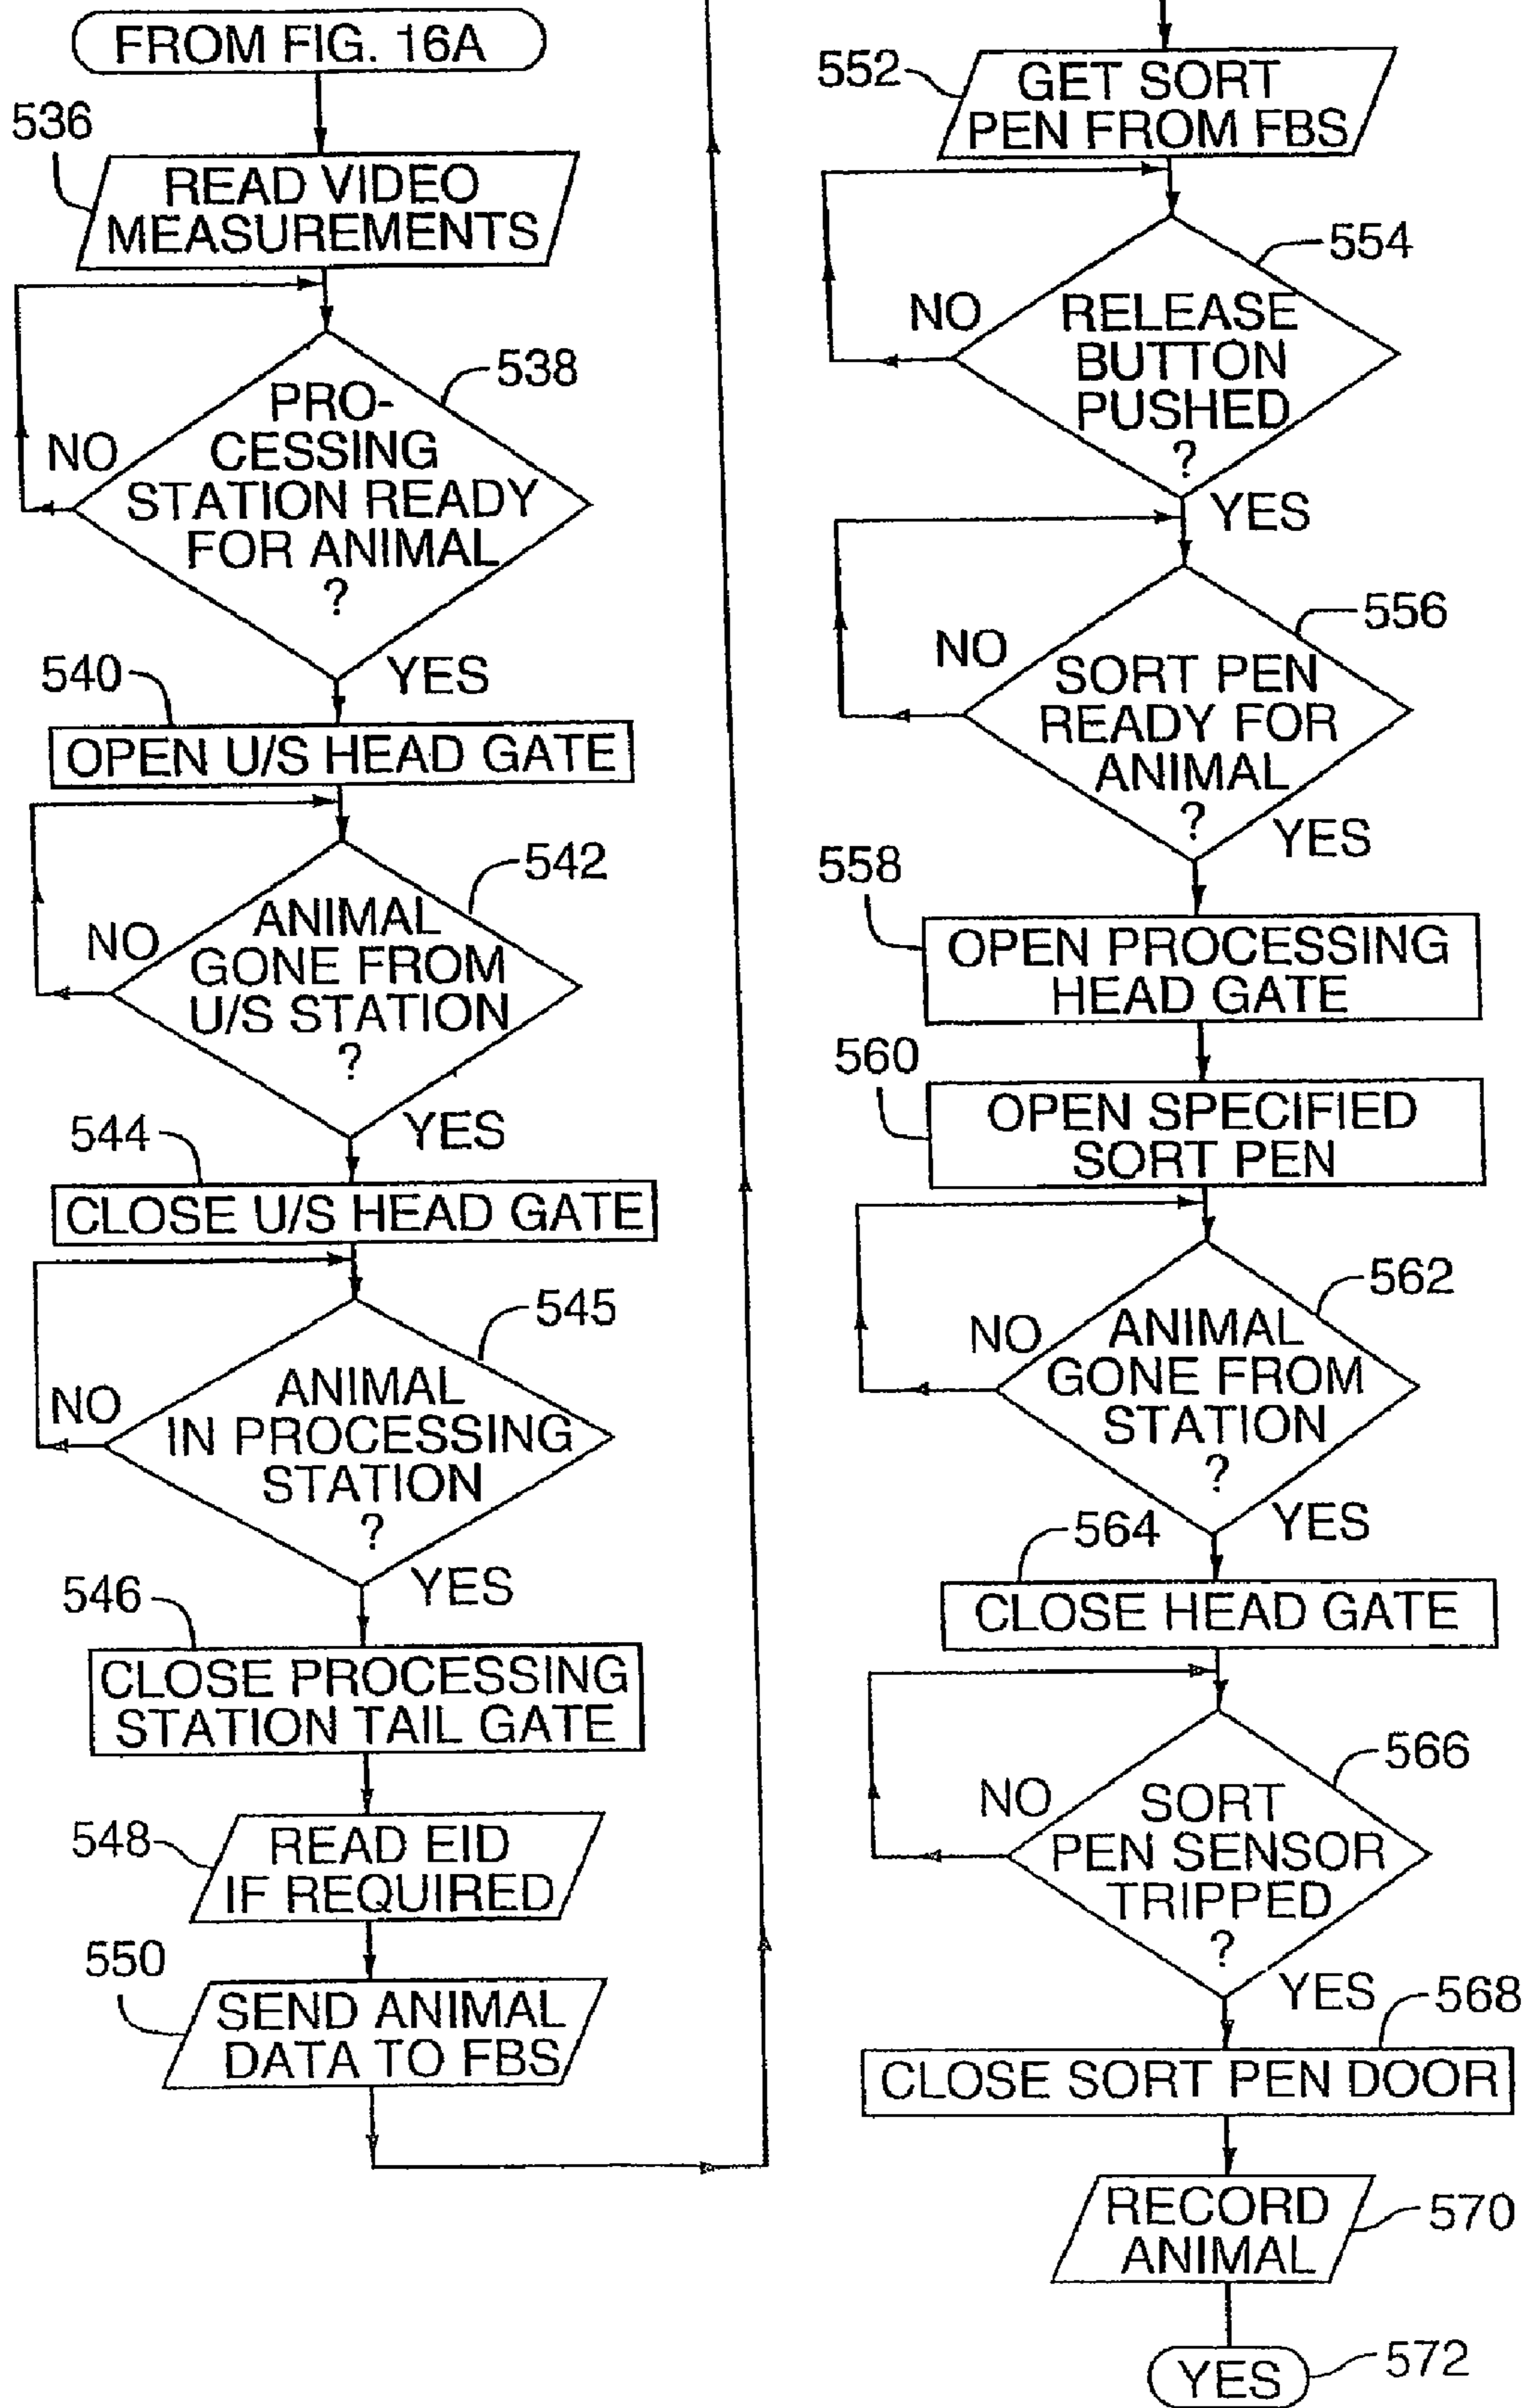 FROM FIG. 16A
536
READ VIDEO
MEASUREMENTS
538
PRO-
CESSING
STATION READY
FOR ANIMAL
?
NO
YES
540
OPEN U/S HEAD GATE
542
ANIMAL
GONE FROM
U/S STATION
?
NO
YES
544
CLOSE U/S HEAD GATE
545
ANIMAL
IN PROCESSING
STATION
?
NO
YES
546
CLOSE PROCESSING
STATION TAIL GATE
548
READ EID
IF REQUIRED
550
SEND ANIMAL
DATA TO FBS
552
GET SORT
PEN FROM FBS
554
RELEASE
BUTTON
PUSHED
?
NO
YES
556
SORT PEN
READY FOR
ANIMAL
?
NO
YES
558
OPEN PROCESSING
HEAD GATE
560
OPEN SPECIFIED
SORT PEN
562
ANIMAL
GONE FROM
STATION
?
NO
YES
564
CLOSE HEAD GATE
566
SORT
PEN SENSOR
TRIPPED
?
NO
YES
568
CLOSE SORT PEN DOOR
570
RECORD
ANIMAL
YES
572